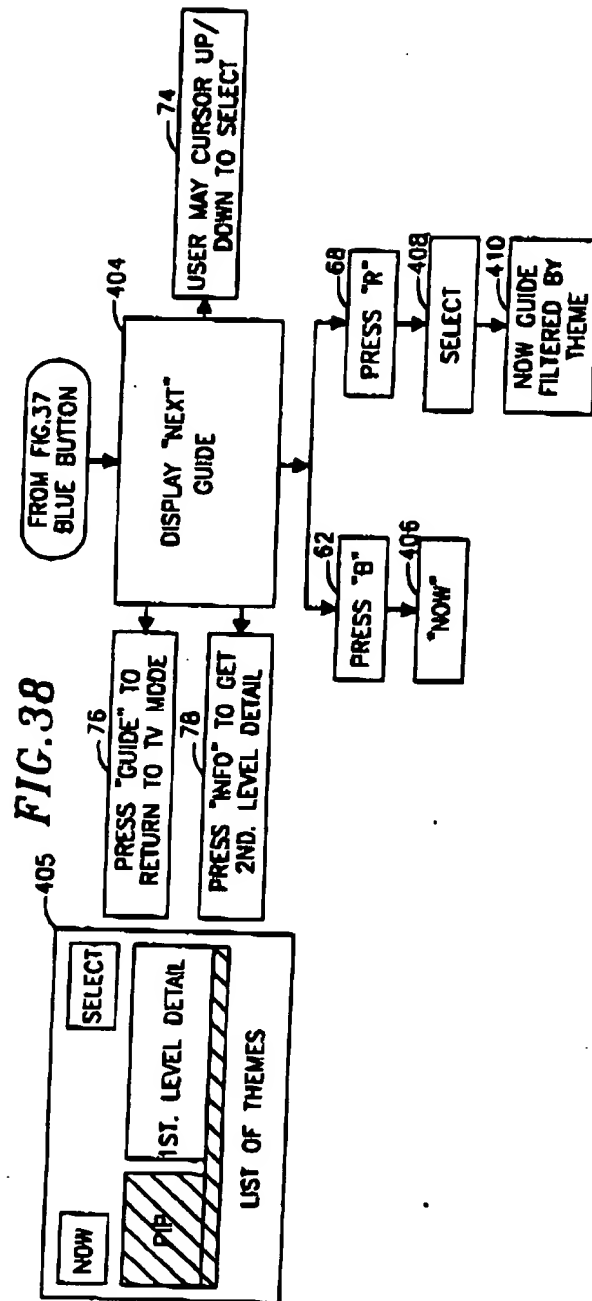 FIG.38
405
NOW
SELECT
PIP
1ST. LEVEL DETAIL
LIST OF THEMES
FROM FIG.37
BLUE BUTTON
404
DISPLAY "NEXT"
GUIDE
76
PRESS "GUIDE" TO
RETURN TO TV MODE
78
PRESS "INFO" TO GET
2ND. LEVEL DETAIL
74
USER MAY CURSOR UP/
DOWN TO SELECT
62
PRESS "B"
406
"NOW"
68
PRESS "R"
408
SELECT
410
NOW GUIDE
FILTERED BY
THEME